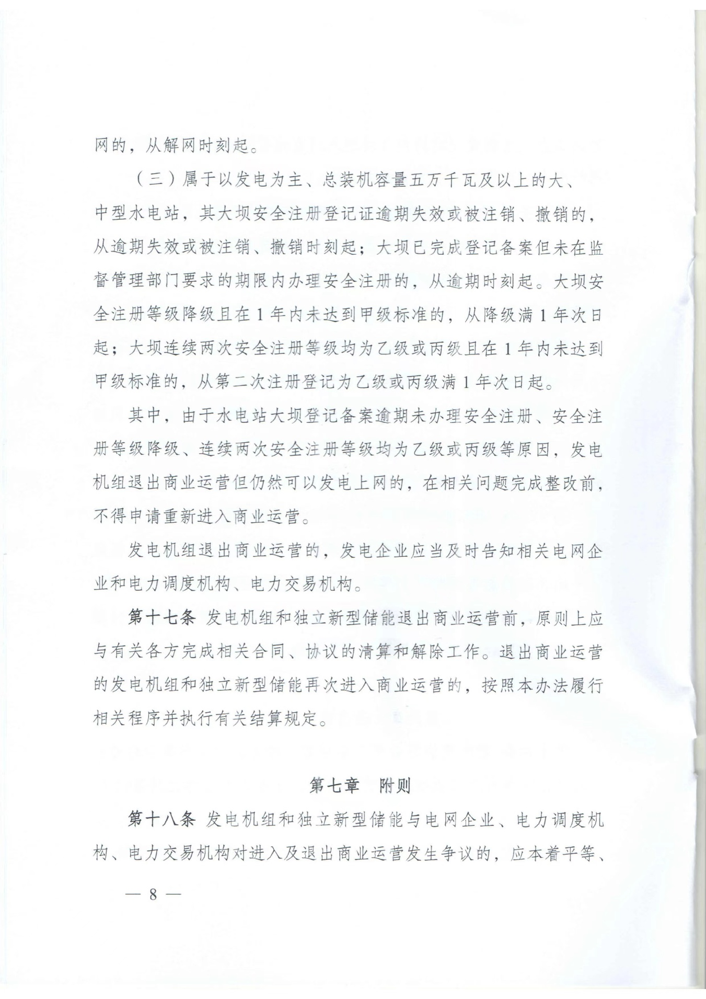 网的，从解网时刻起。
（三）属于以发电为主、总装机容量五万千瓦及以上的大、
中型水电站，其大坝安全注册登记证逾期失效或被注销、撤销的，
从逾期失效或被注销、撤销时刻起；大坝已完成登记备案但未在监
督管理部门要求的期限内办理安全注册的，从逾期时刻起。大坝安
全注册等级降级且在 1 年内未达到甲级标准的，从降级满 1 年次日
起；大坝连续两次安全注册等级均为乙级或丙级且在 1 年内未达到
甲级标准的，从第二次注册登记为乙级或丙级满 1 年次日起。
其中，由于水电站大坝登记备案逾期未办理安全注册、安全注
册等级降级、连续两次安全注册等级均为乙级或丙级等原因，发电
机组退出商业运营但仍然可以发电上网的，在相关问题完成整改前，
不得申请重新进入商业运营。
发电机组退出商业运营的，发电企业应当及时告知相关电网企
业和电力调度机构、电力交易机构。
第十七条 发电机组和独立新型储能退出商业运营前，原则上应
与有关各方完成相关合同、协议的清算和解除工作。退出商业运营
的发电机组和独立新型储能再次进入商业运营的，按照本办法履行
相关程序并执行有关结算规定。
第七章 附则
第十八条 发电机组和独立新型储能与电网企业、电力调度机
构、电力交易机构对进入及退出商业运营发生争议的，应本着平等、
— 8 —